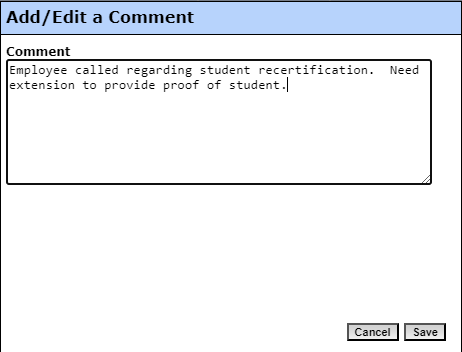 Add/Edit a Comment
Comment
Employee called regarding student recertification.  Need
extension to provide proof of student.
Cancel Save